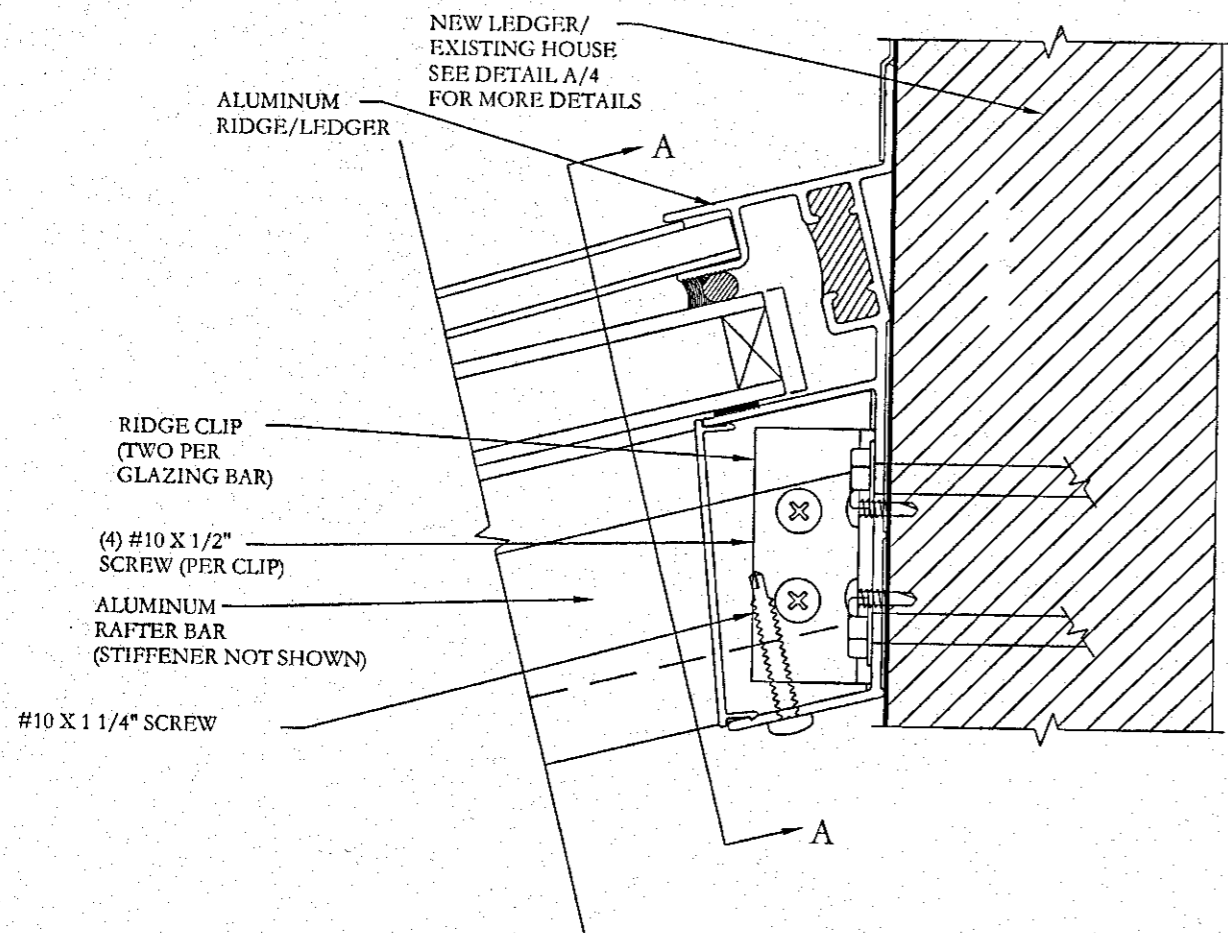 NEW LEDGER/
EXISTING HOUSE
SEE DETAIL A/4
FOR MORE DETAILS
ALUMINUM
RIDGE/LEDGER
A
RIDGE CLIP
(TWO PER
GLAZING BAR)
(4) #10 X 1/2"
SCREW (PER CLIP)
ALUMINUM
RAFTER BAR
(STIFFENER NOT SHOWN)
#10 X 1 1/4" SCREW
A